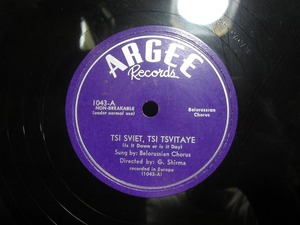 ARGEE
Records
1043-A
NON-BREAKABLE
(under normal use)
Belorussian
Chorus
TSI SVIET, TSI TSVITAYE
(Is it Dawn or is it Day)
Sung by: Belorussian Chorus
Directed by: G. Shirma
recorded in Europe
(1043-A)